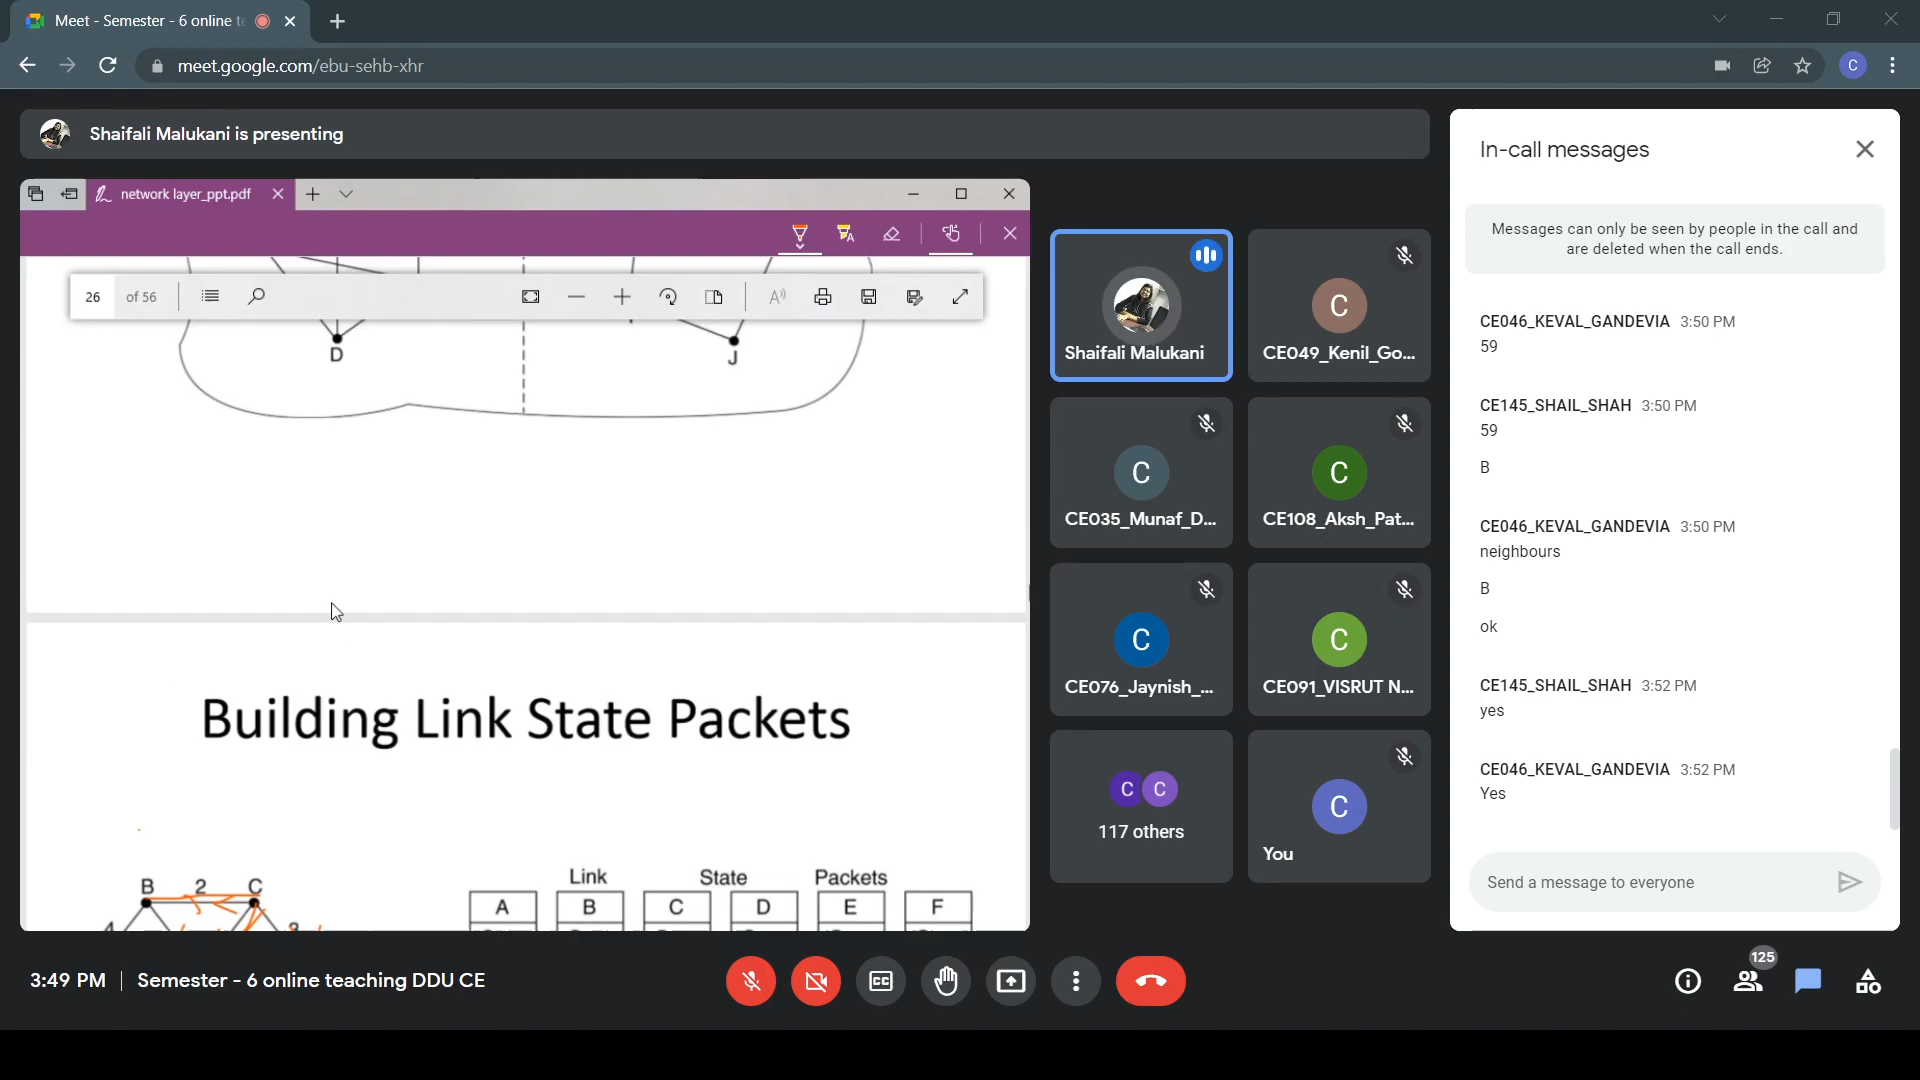 Meet - Semester - 6 online te
meet.google.com/ebu-sehb-xhr
C
Shaifali Malukani is presenting
network layer_ppt.pdf
26 of 56
D
J
Building Link State Packets
B 2 C
Link State Packets
A B C D E F
Shaifali Malukani
C
CE049_Kenil_Go...
C
CE035_Munaf_D...
C
CE108_Aksh_Pat...
C
CE076_Jaynish_...
C
CE091_VISRUT N...
C C
117 others
C
You
In-call messages
Messages can only be seen by people in the call and
are deleted when the call ends.
CE046_KEVAL_GANDEVIA 3:50 PM
59
CE145_SHAIL_SHAH 3:50 PM
59
B
CE046_KEVAL_GANDEVIA 3:50 PM
neighbours
B
ok
CE145_SHAIL_SHAH 3:52 PM
yes
CE046_KEVAL_GANDEVIA 3:52 PM
Yes
Send a message to everyone
3:49 PM | Semester - 6 online teaching DDU CE
125